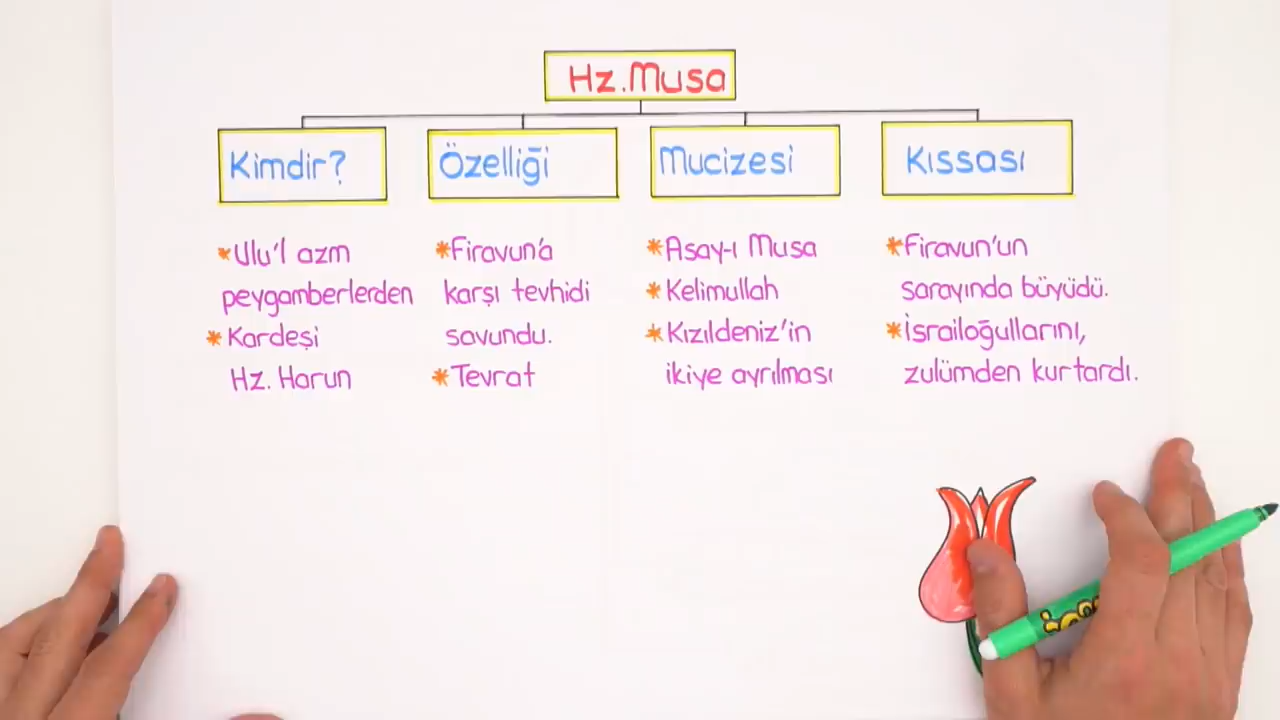 Hz. Musa
Kimdir?
*Ulu'l azm
peygamberlerden
*Kardeşi
Hz. Harun
Özelliği
*Firavun'a
karşı tevhidi
savundu.
*Tevrat
Mucizesi
*Asay-ı Musa
*Kelimullah
*Kızıldeniz'in
ikiye ayrılması
Kıssası
*Firavun'un
sarayında büyüdü.
*İsrailoğullarını,
zulümden kurtardı.